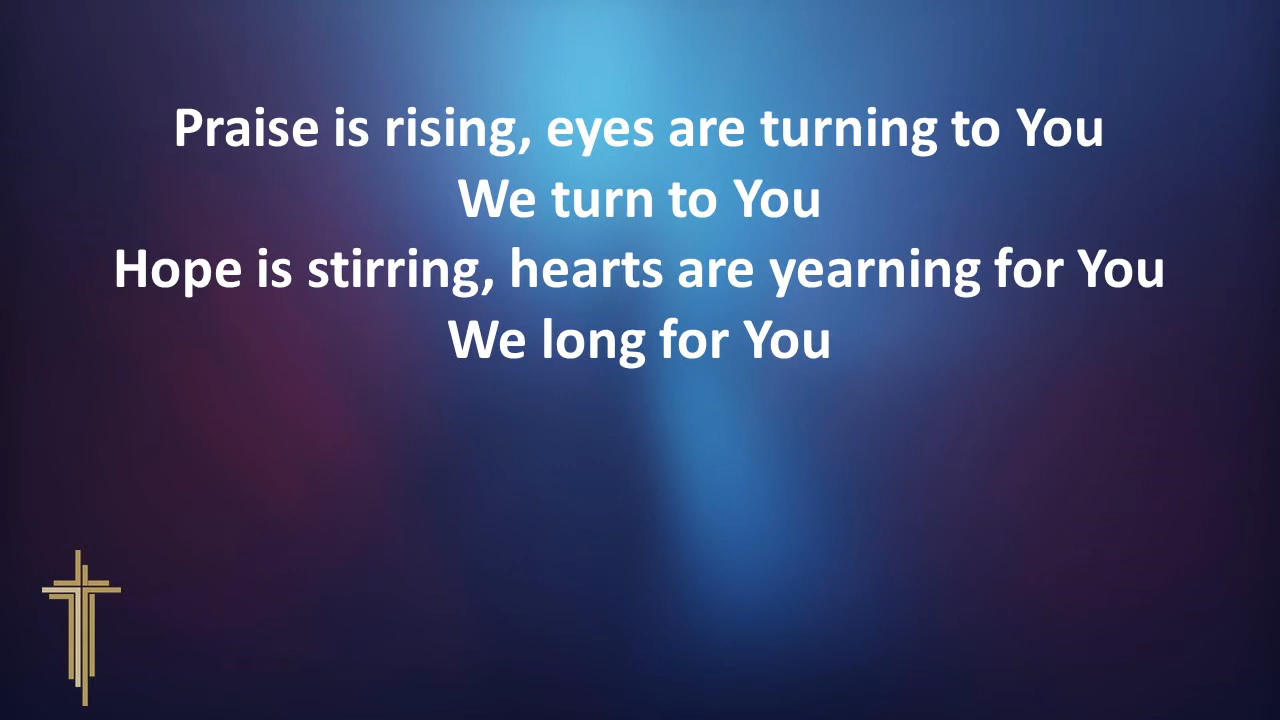 Praise is rising, eyes are turning to You
We turn to You
Hope is stirring, hearts are yearning for You
We long for You